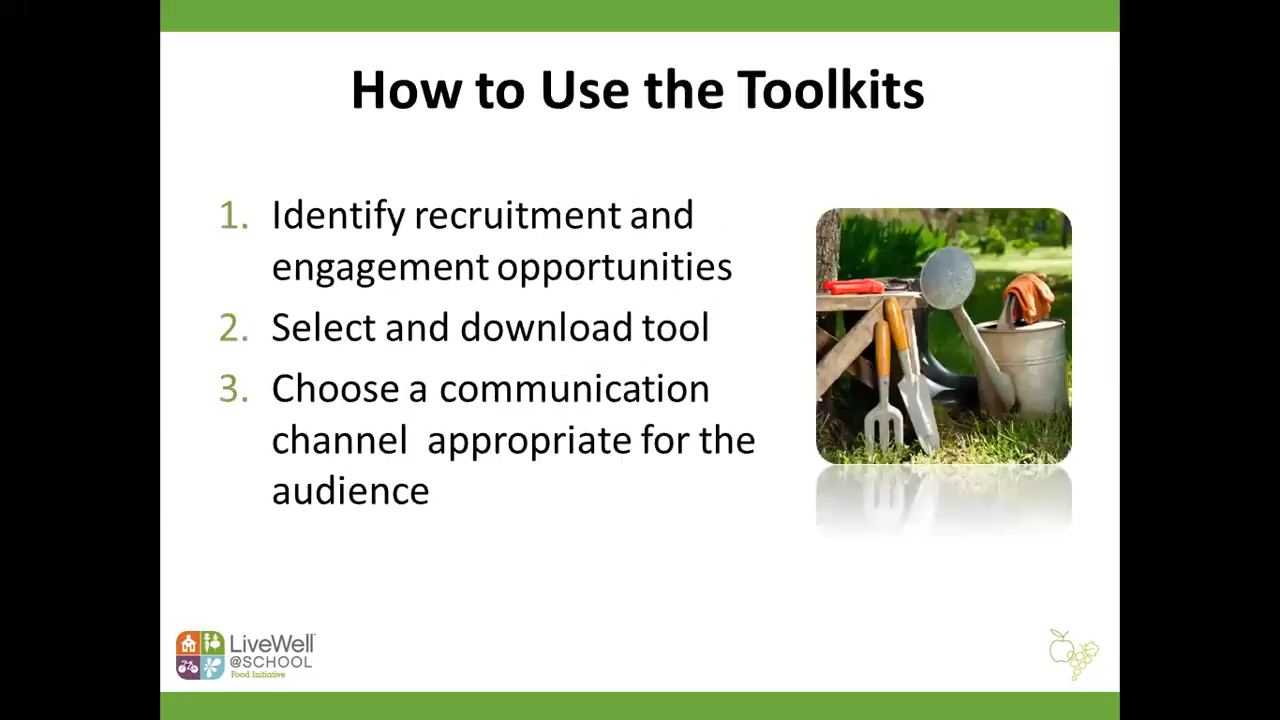 How to Use the Toolkits
1. Identify recruitment and
engagement opportunities
2. Select and download tool
3. Choose a communication
channel  appropriate for the
audience
LiveWell
@SCHOOL
Food Initiative